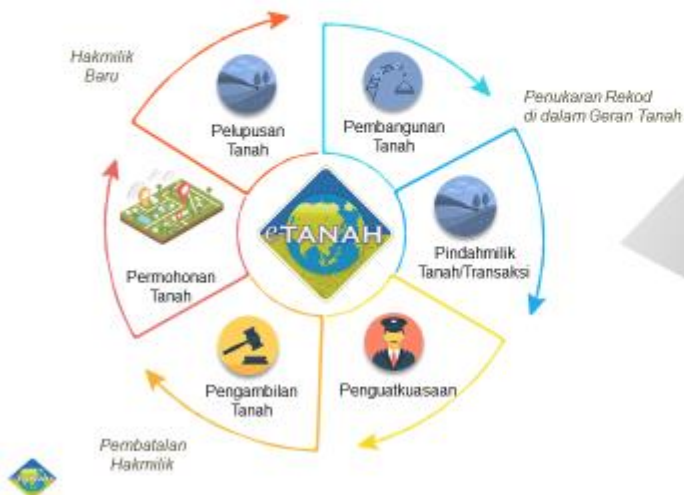 Hakmilik
Baru
Pelupusan
Tanah
Pembangunan
Tanah
Penukaran Rekod
di dalam Geran Tanah
Permohonan
Tanah
eTANAH
Pindahmilik
Tanah/Transaksi
Pengambilan
Tanah
Penguatkuasaan
Pembatalan
Hakmilik
eTANAH